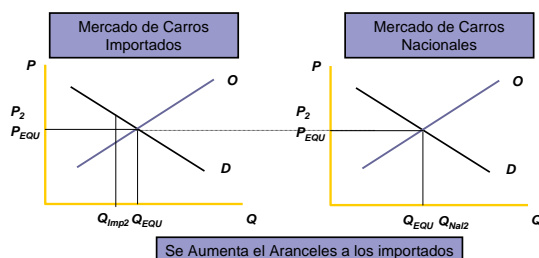 Mercado de Carros
Importados
Mercado de Carros
Nacionales
P
O
P2
PEQU
D
QImp2 QEQU Q
P
O
P2
PEQU
D
QEQU QNal2 Q
Se Aumenta el Aranceles a los importados